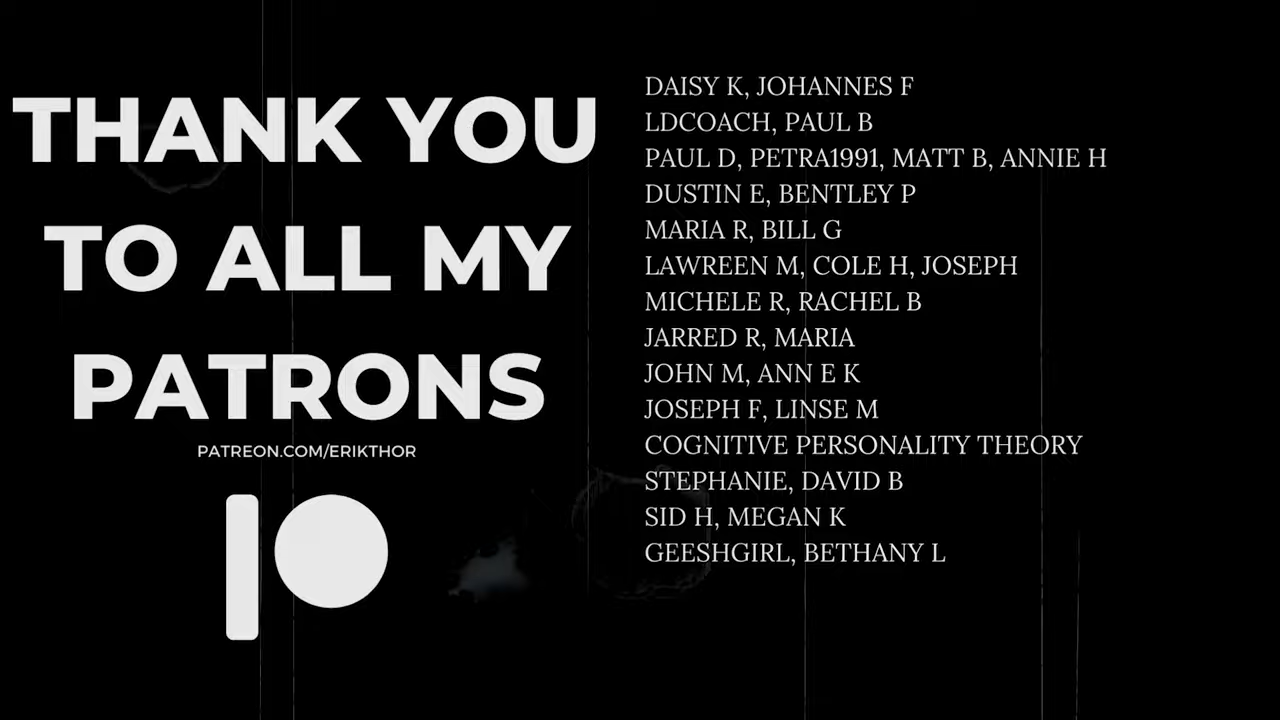 THANK YOU
TO ALL MY
PATRONS
PATREON.COM/ERIKTHOR
DAISY K, JOHANNES F
LDCOACH, PAUL B
PAUL D, PETRA1991, MATT B, ANNIE H
DUSTIN E, BENTLEY P
MARIA R, BILL G
LAWREEN M, COLE H, JOSEPH
MICHELE R, RACHEL B
JARRED R, MARIA
JOHN M, ANN E K
JOSEPH F, LINSE M
COGNITIVE PERSONALITY THEORY
STEPHANIE, DAVID B
SID H, MEGAN K
GEESHGIRL, BETHANY L